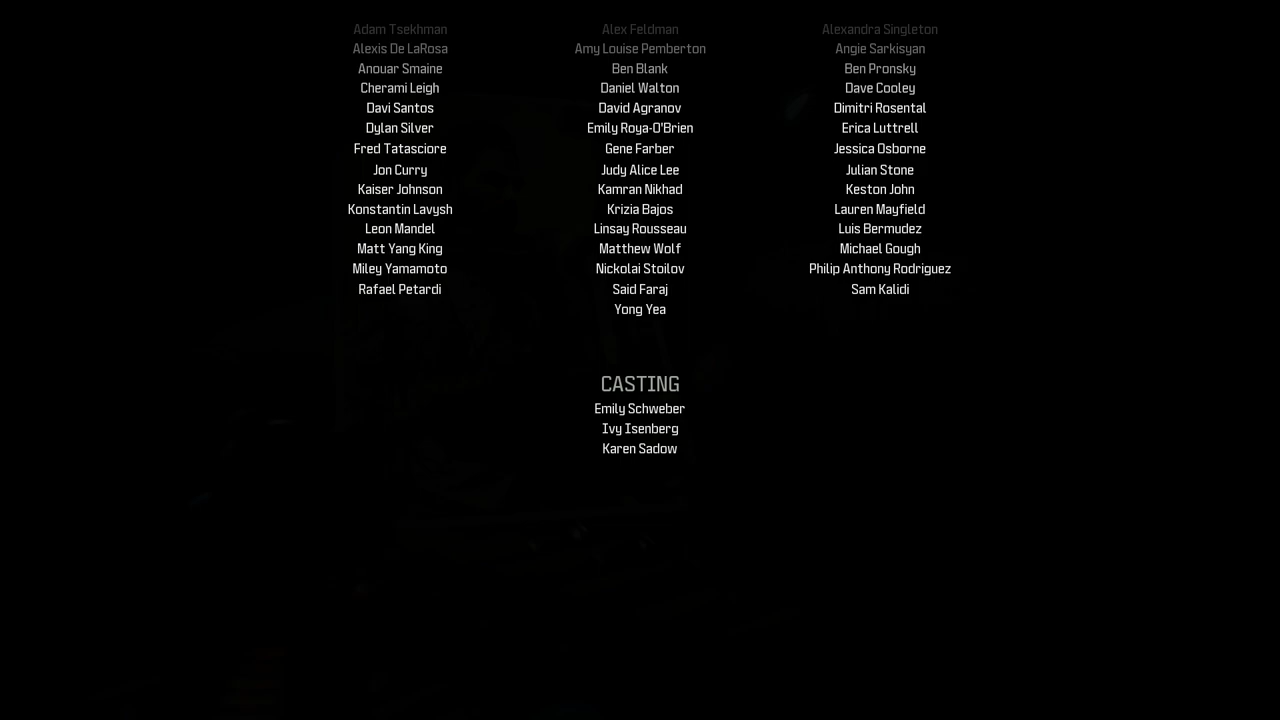 Adam Tsekhman Alex Feldman Alexandra Singleton
Alexis De LaRosa Amy Louise Pemberton Angie Sarkisyan
Anouar Smaine Ben Blank Ben Pronsky
Cherami Leigh Daniel Walton Dave Cooley
Davi Santos David Agranov Dimitri Rosental
Dylan Silver Emily Roya-O'Brien Erica Luttrell
Fred Tatasciore Gene Farber Jessica Osborne
Jon Curry Judy Alice Lee Julian Stone
Kaiser Johnson Kamran Nikhad Keston John
Konstantin Lavysh Krizia Bajos Lauren Mayfield
Leon Mandel Linsay Rousseau Luis Bermudez
Matt Yang King Matthew Wolf Michael Gough
Miley Yamamoto Nickolai Stoilov Philip Anthony Rodriguez
Rafael Petardi Said Faraj Sam Kalidi
Yong Yea
CASTING
Emily Schweber
Ivy Isenberg
Karen Sadow